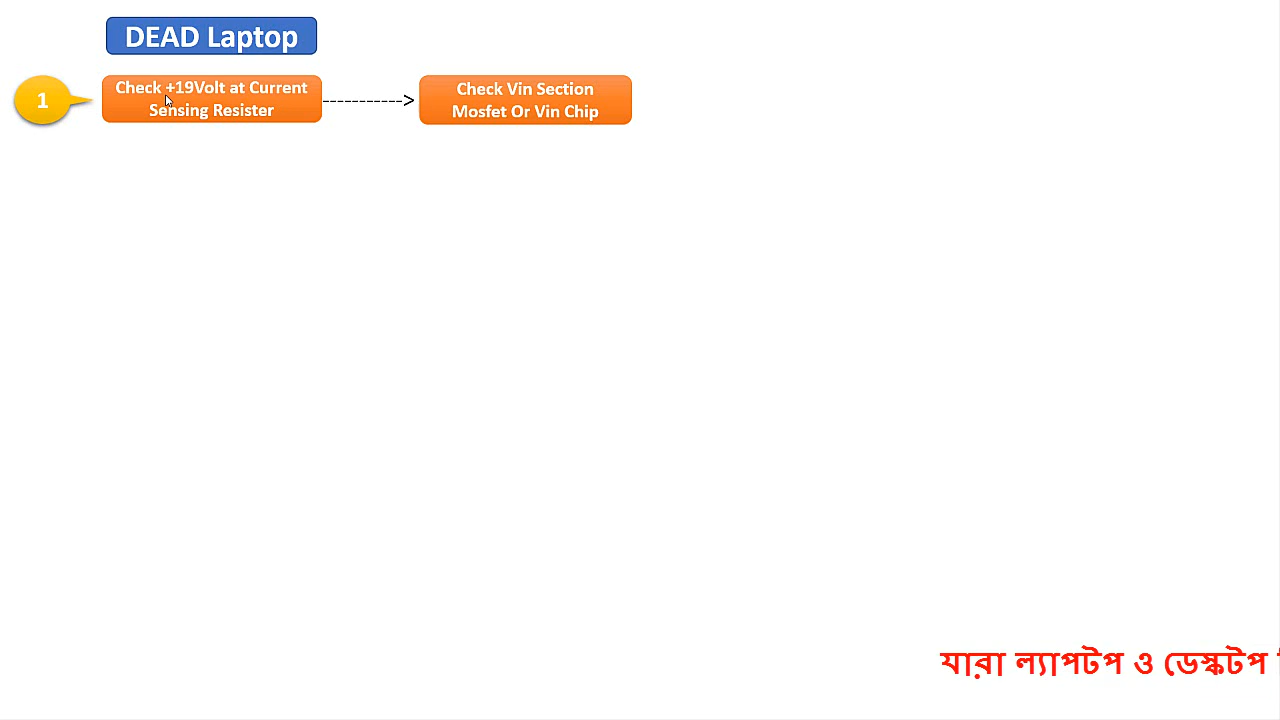 DEAD Laptop
1
Check +19Volt at Current
Sensing Resister
Check Vin Section
Mosfet Or Vin Chip
যারা ল্যাপটপ ও ডেস্কটপ